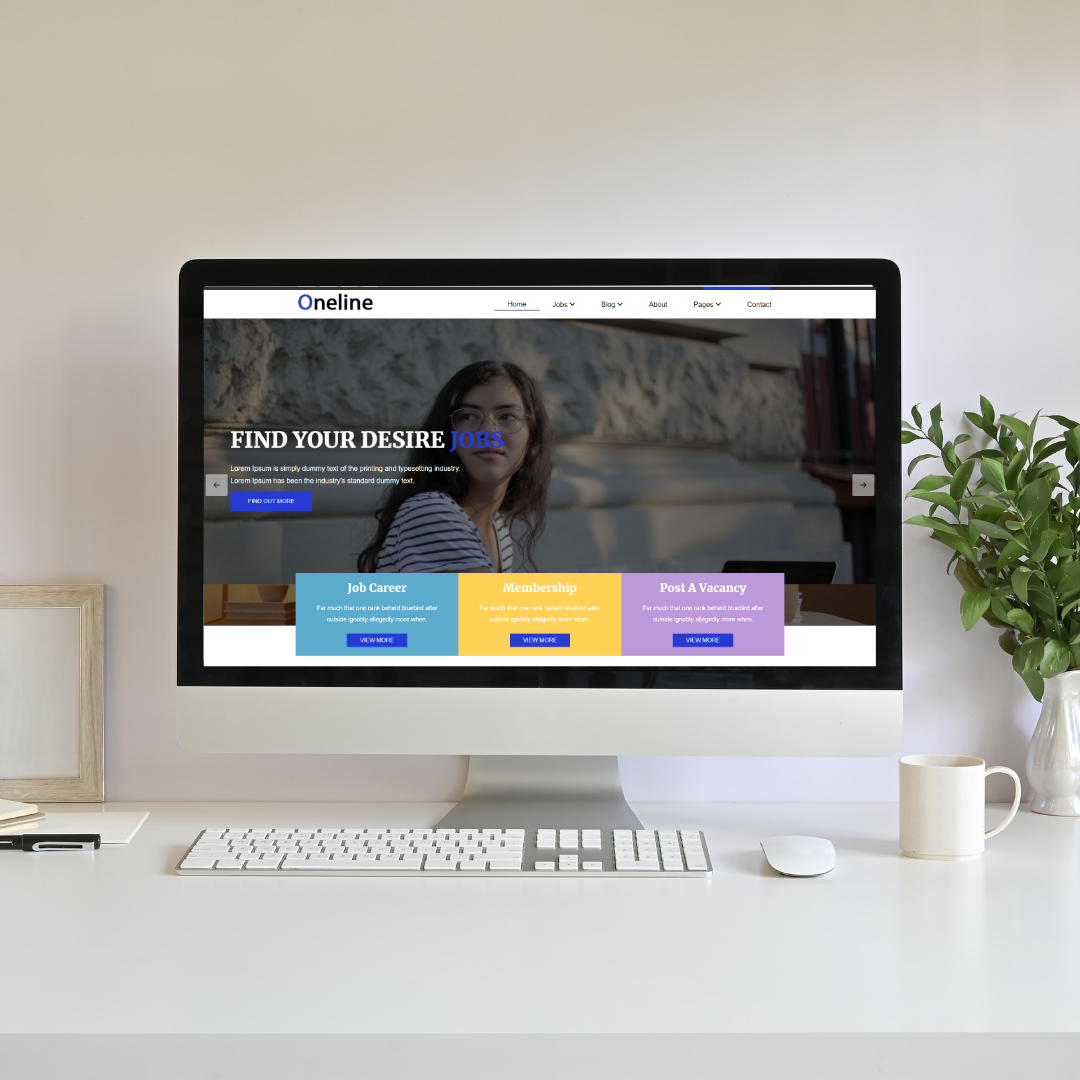 Oneline
Home Jobs Blog About Pages Contact
FIND YOUR DESIRE JOBS
Lorem Ipsum is simply dummy text of the printing and typesetting industry.
Lorem Ipsum has been the industry's standard dummy text.
FIND OUT MORE
Job Career
Far much that one rank beheld bluebird after
outside ignobly allegedly more when.
VIEW MORE
Membership
Far much that one rank beheld bluebird after
outside ignobly allegedly more when.
VIEW MORE
Post A Vacancy
Far much that one rank beheld bluebird after
outside ignobly allegedly more when.
VIEW MORE